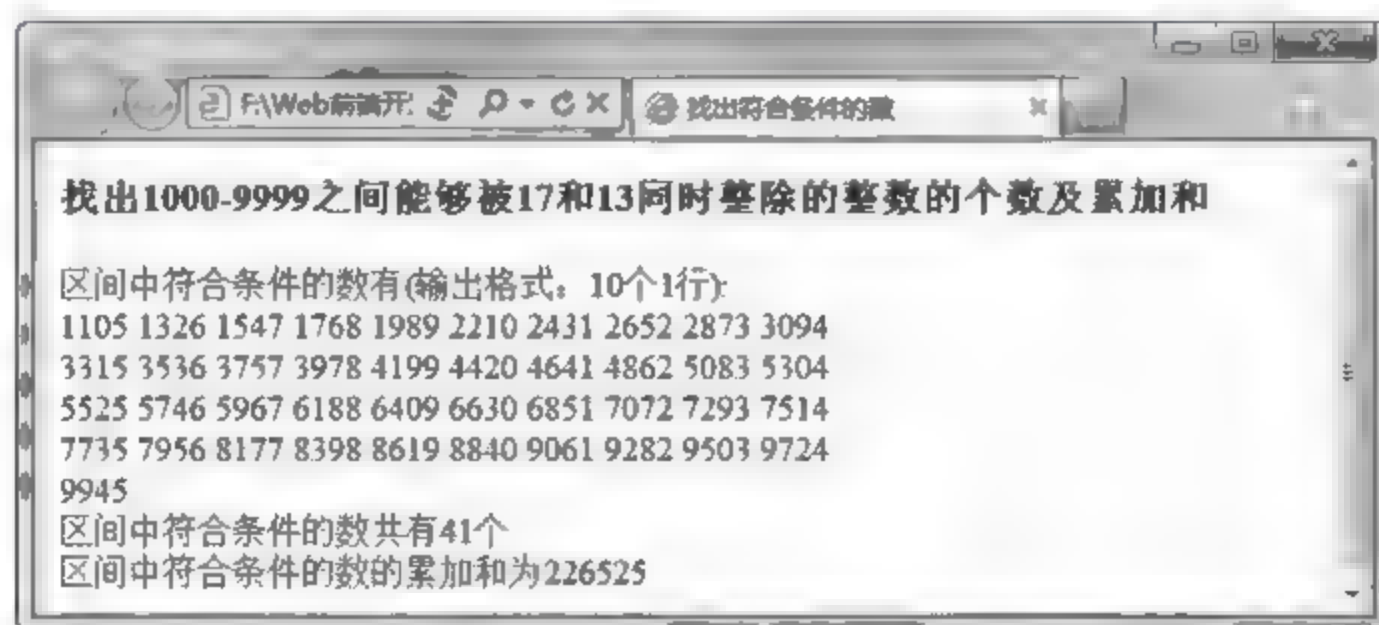 F:\Web前端开
找出符合条件的数
找出1000-9999之间能够被17和13同时整除的整数的个数及累加和
区间中符合条件的数有(输出格式：10个1行):
1105 1326 1547 1768 1989 2210 2431 2652 2873 3094
3315 3536 3757 3978 4199 4420 4641 4862 5083 5304
5525 5746 5967 6188 6409 6630 6851 7072 7293 7514
7735 7956 8177 8398 8619 8840 9061 9282 9503 9724
9945
区间中符合条件的数共有41个
区间中符合条件的数的累加和为226525